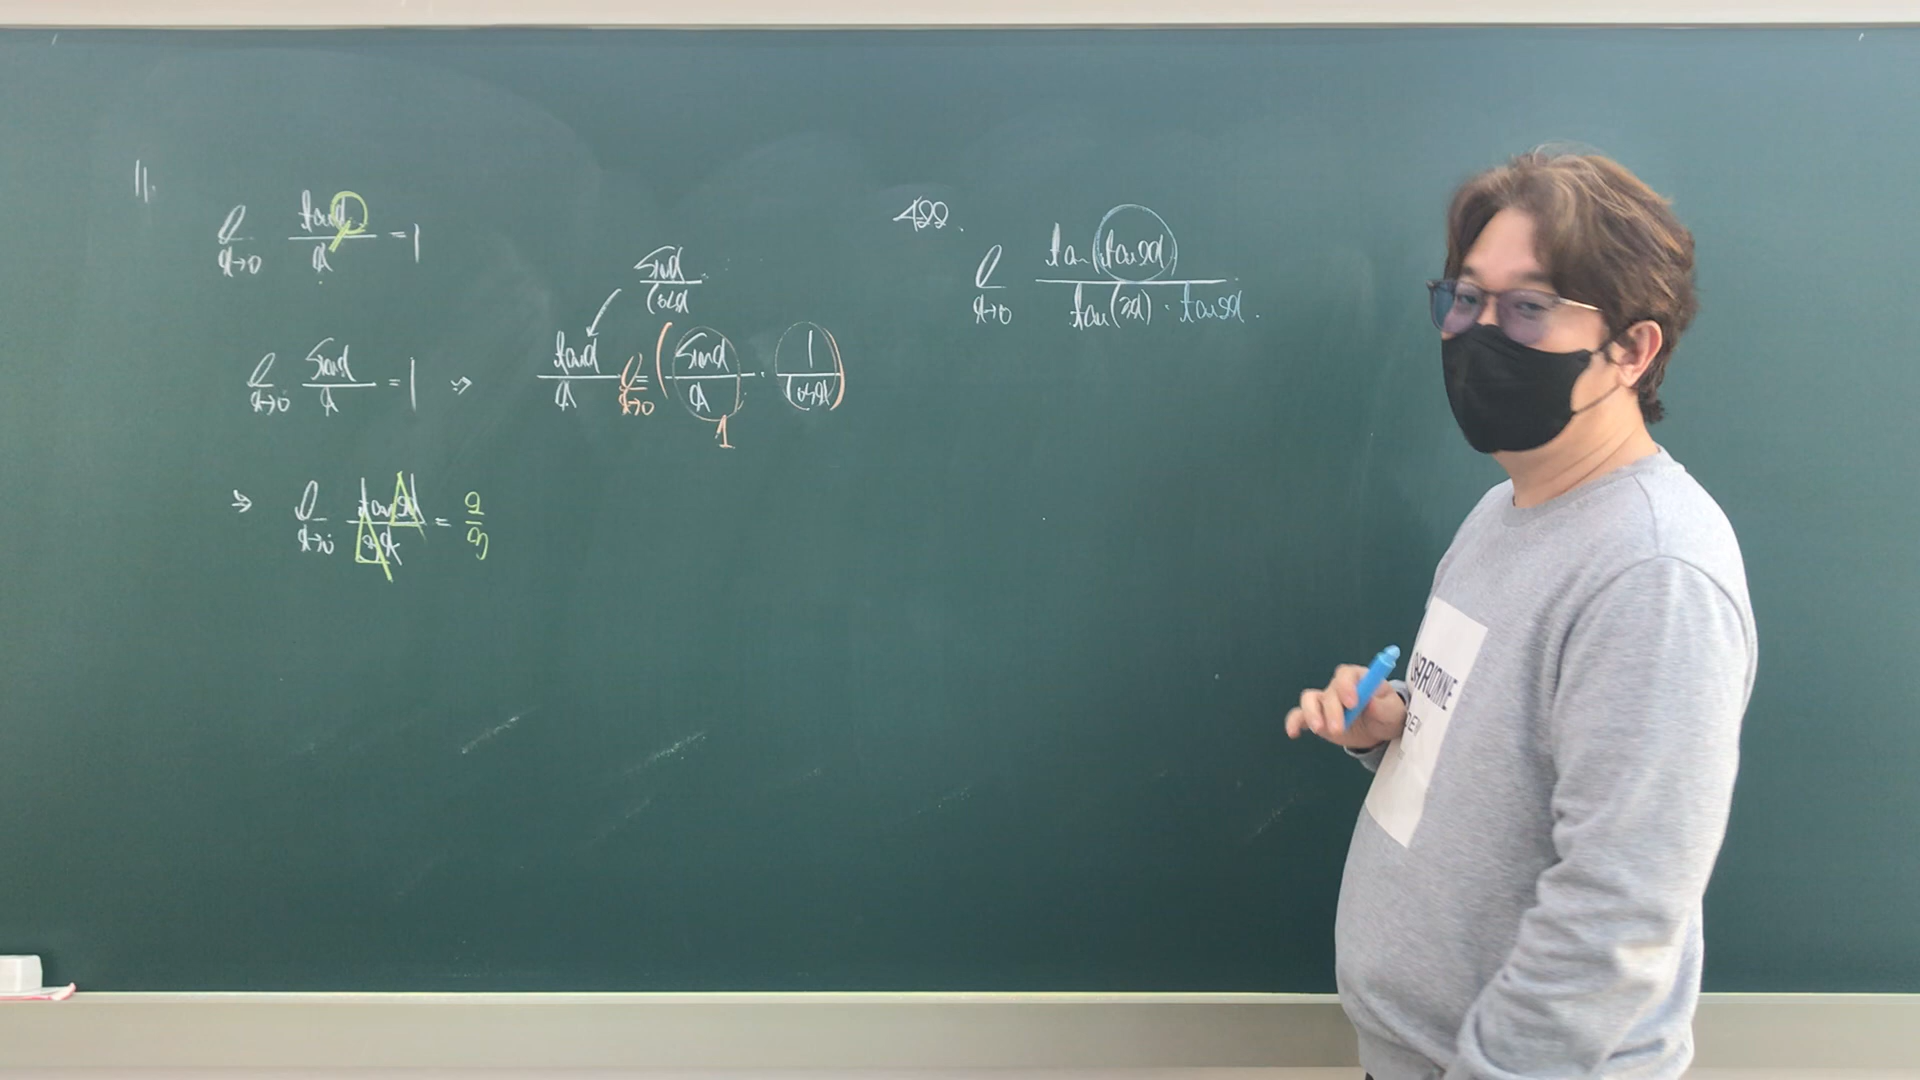 11.
lim x→0 tan x / x = 1
lim x→0 sin x / x = 1 ⇒ tan x / x = lim x→0 ( sin x / x · 1 / cos x )
sin x / cos x
1
⇒ lim x→0 tan 2x / 3x = 2/3
422.
lim x→0 tan(tan 2x) / tan(3x) · tan 2x.